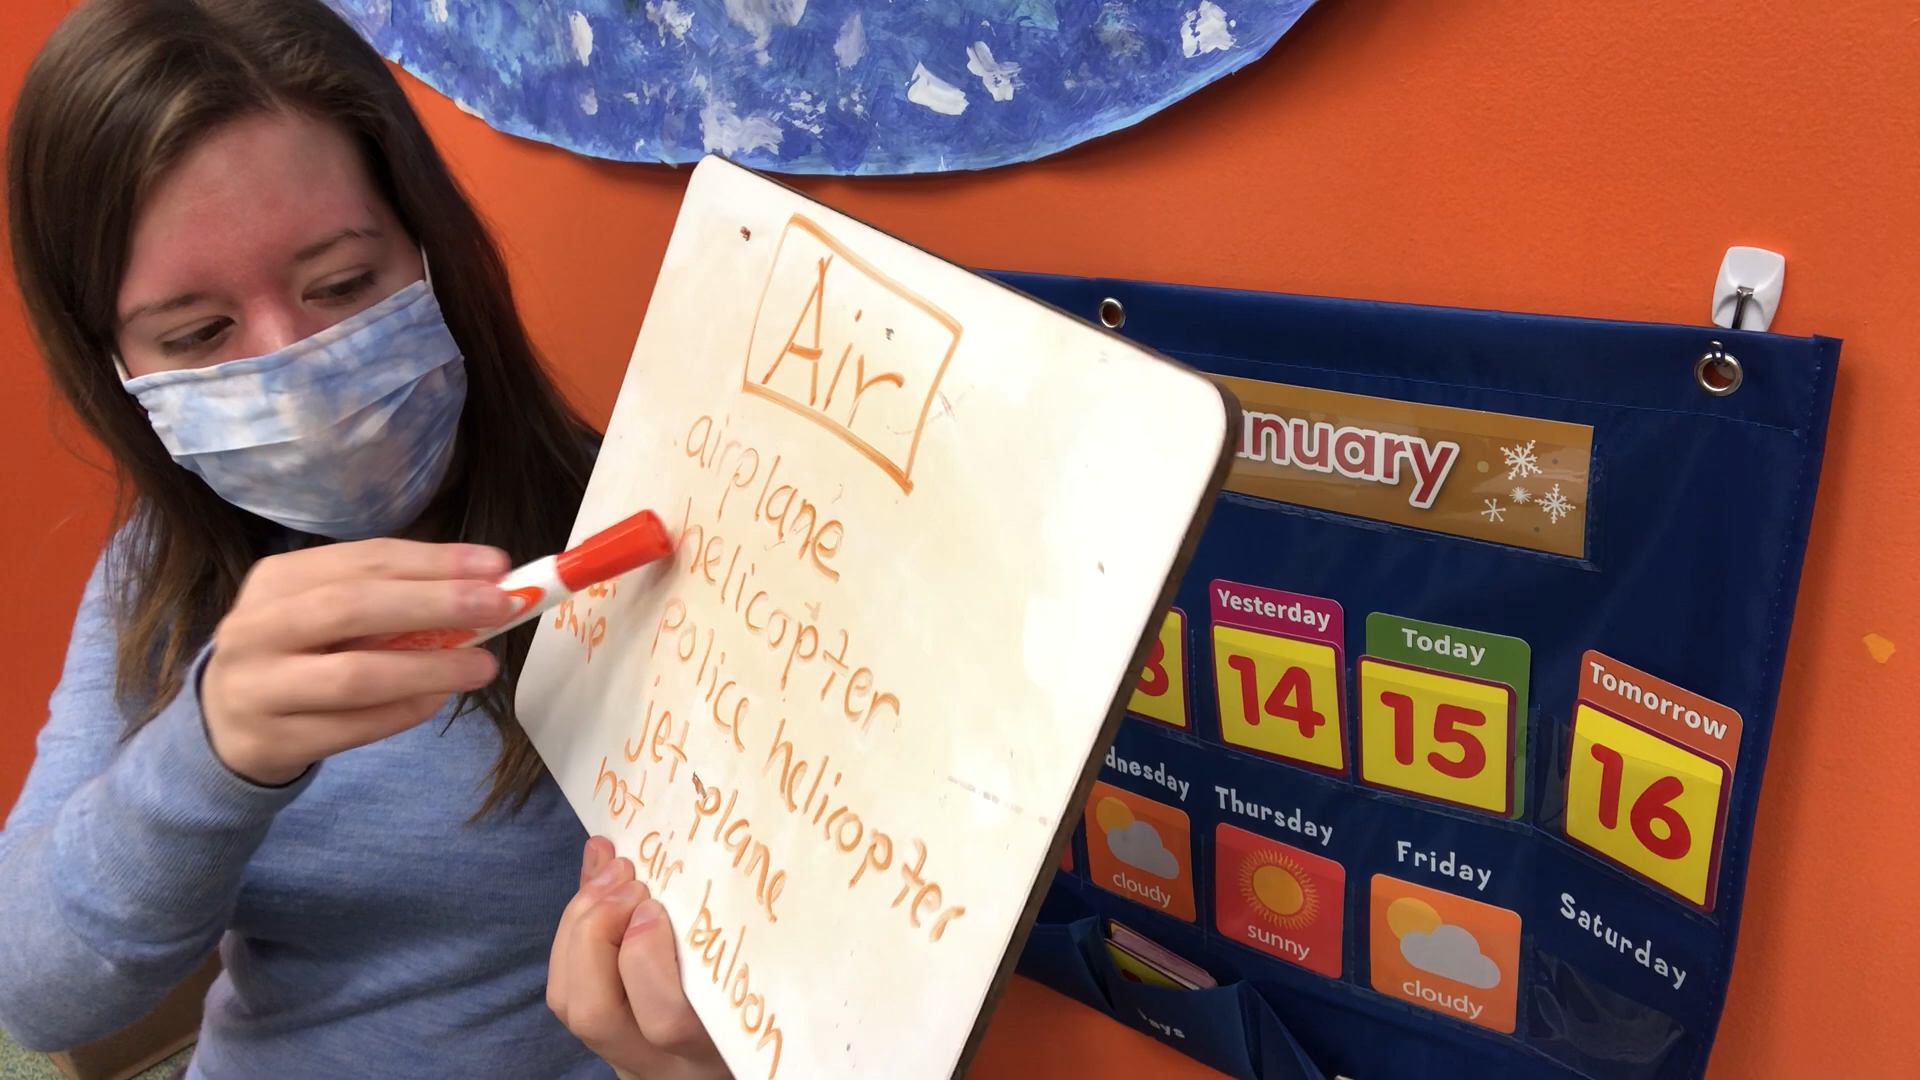 Air
airplane
helicopter
ship
police helicopter
jet plane
hot air buloon
anuary
Yesterday
Today
Tomorrow
14
15
16
dnesday
Thursday
Friday
Saturday
cloudy
sunny
cloudy